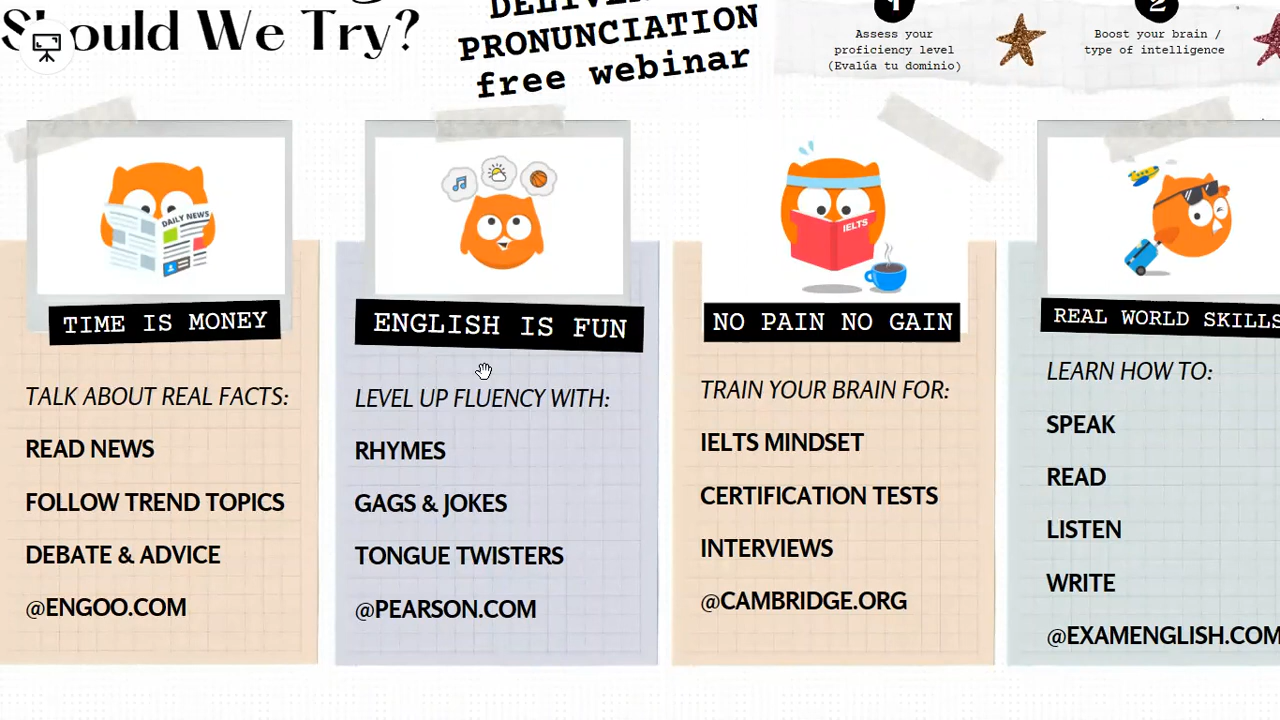 Should We Try?
PRONUNCIATION
free webinar
1
Assess your
proficiency level
(Evalúa tu dominio)
2
Boost your brain /
type of intelligence
DAILY NEWS
TIME IS MONEY
TALK ABOUT REAL FACTS:
READ NEWS
FOLLOW TREND TOPICS
DEBATE & ADVICE
@ENGOO.COM
ENGLISH IS FUN
LEVEL UP FLUENCY WITH:
RHYMES
GAGS & JOKES
TONGUE TWISTERS
@PEARSON.COM
IELTS
NO PAIN NO GAIN
TRAIN YOUR BRAIN FOR:
IELTS MINDSET
CERTIFICATION TESTS
INTERVIEWS
@CAMBRIDGE.ORG
REAL WORLD SKILLS
LEARN HOW TO:
SPEAK
READ
LISTEN
WRITE
@EXAMENGLISH.COM